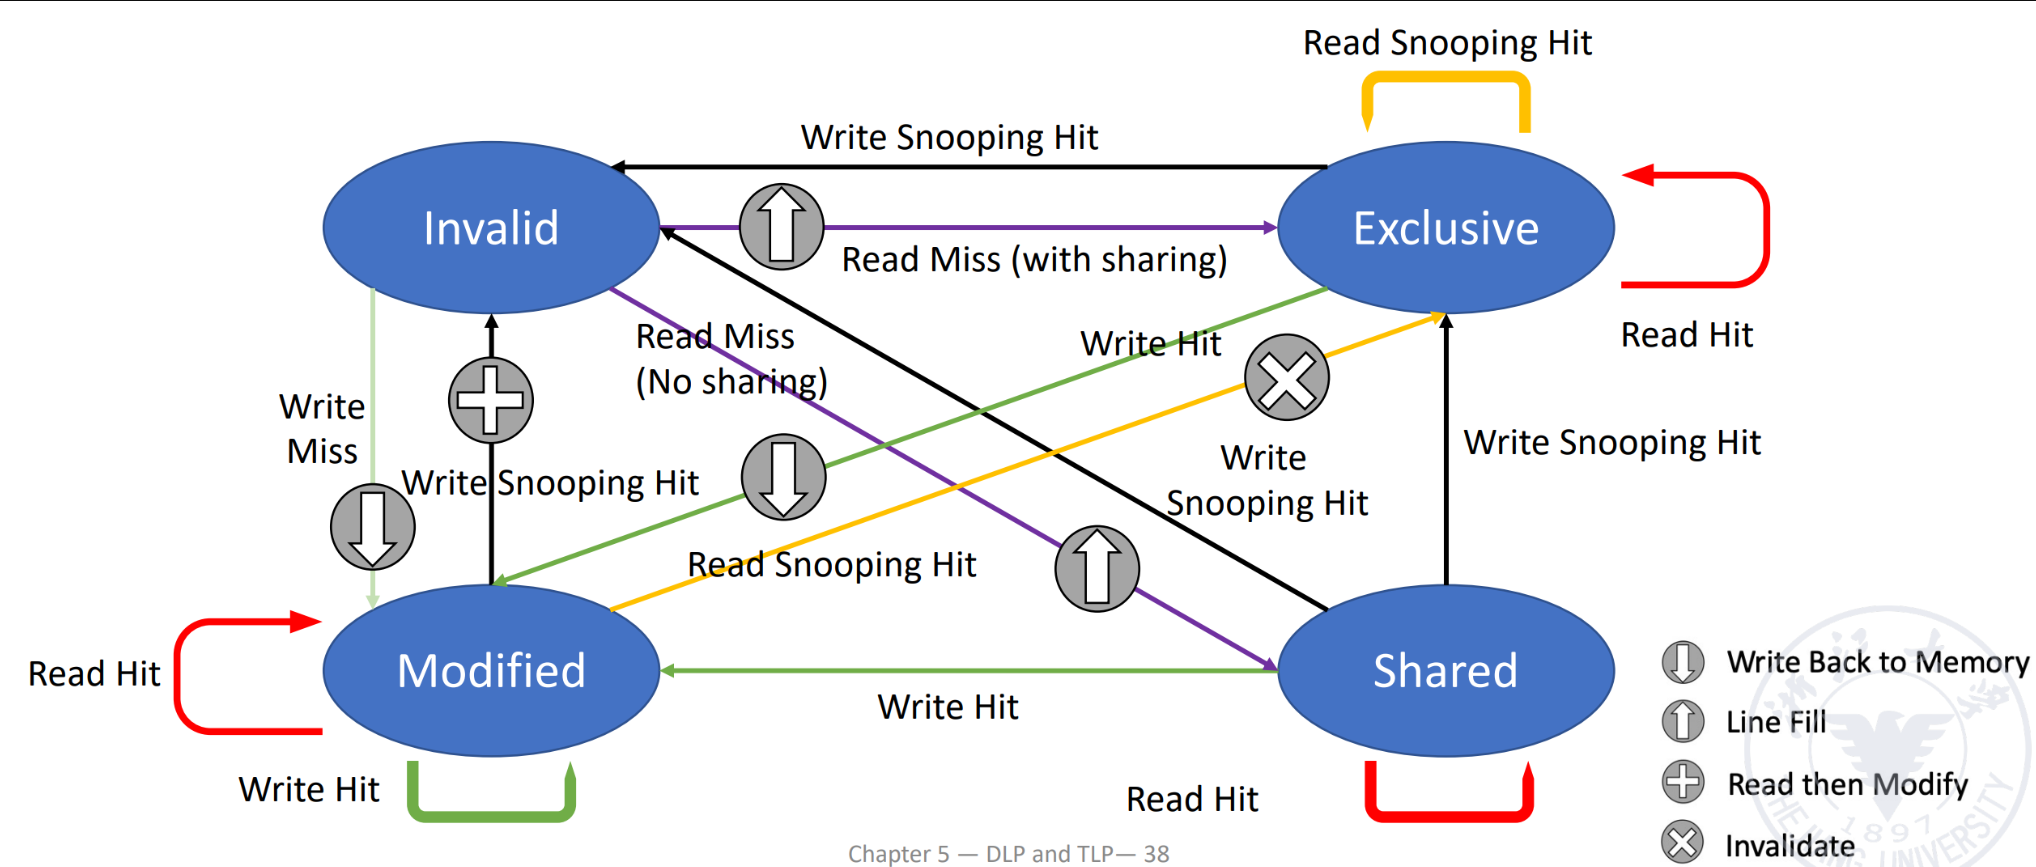 Read Snooping Hit
Write Snooping Hit
Invalid
Exclusive
Read Miss (with sharing)
Read Miss
(No sharing)
Write Hit
Read Hit
Write
Miss
Write Snooping Hit
Write
Snooping Hit
Write Snooping Hit
Read Snooping Hit
Read Hit
Modified
Shared
Write Hit
Write Hit
Read Hit
Write Back to Memory
Line Fill
Read then Modify
Invalidate
1897
UNIVERSITY
Chapter 5 — DLP and TLP— 38